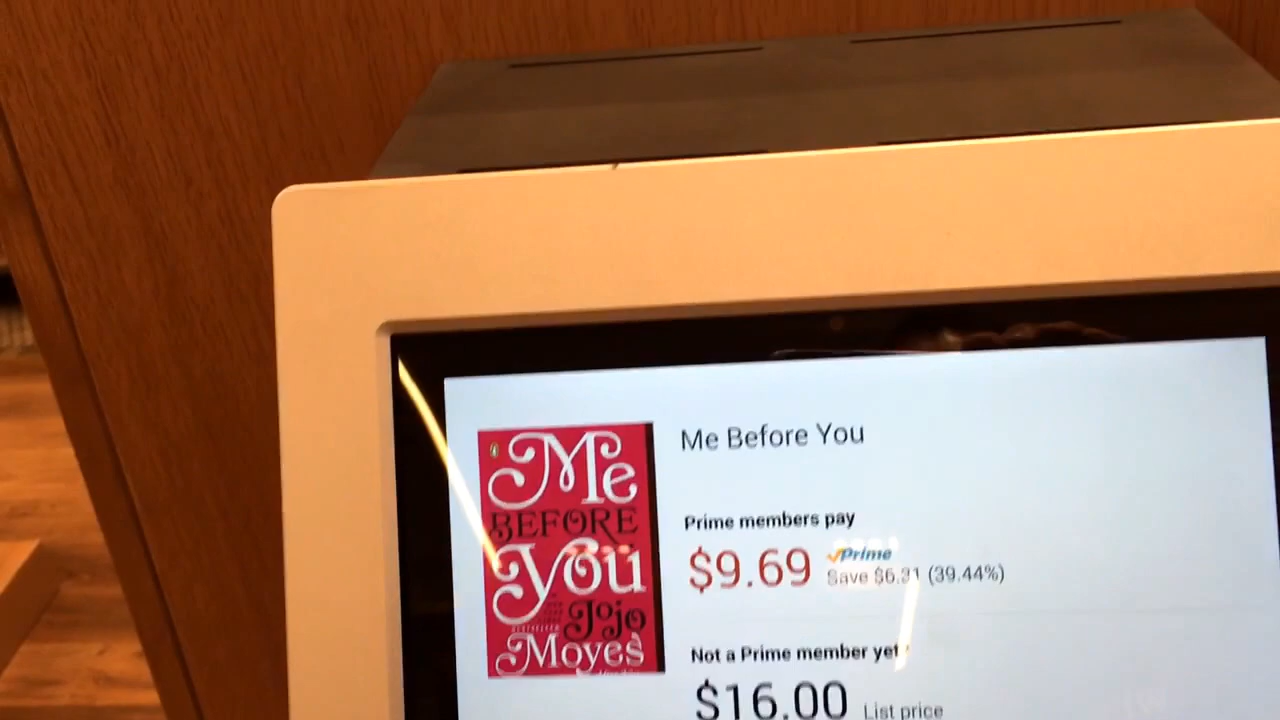 Me Before You
Me
BEFORE
you
Jojo
Moyes
Prime members pay
$9.69 Prime
Save $6.31 (39.44%)
Not a Prime member yet
$16.00 List price